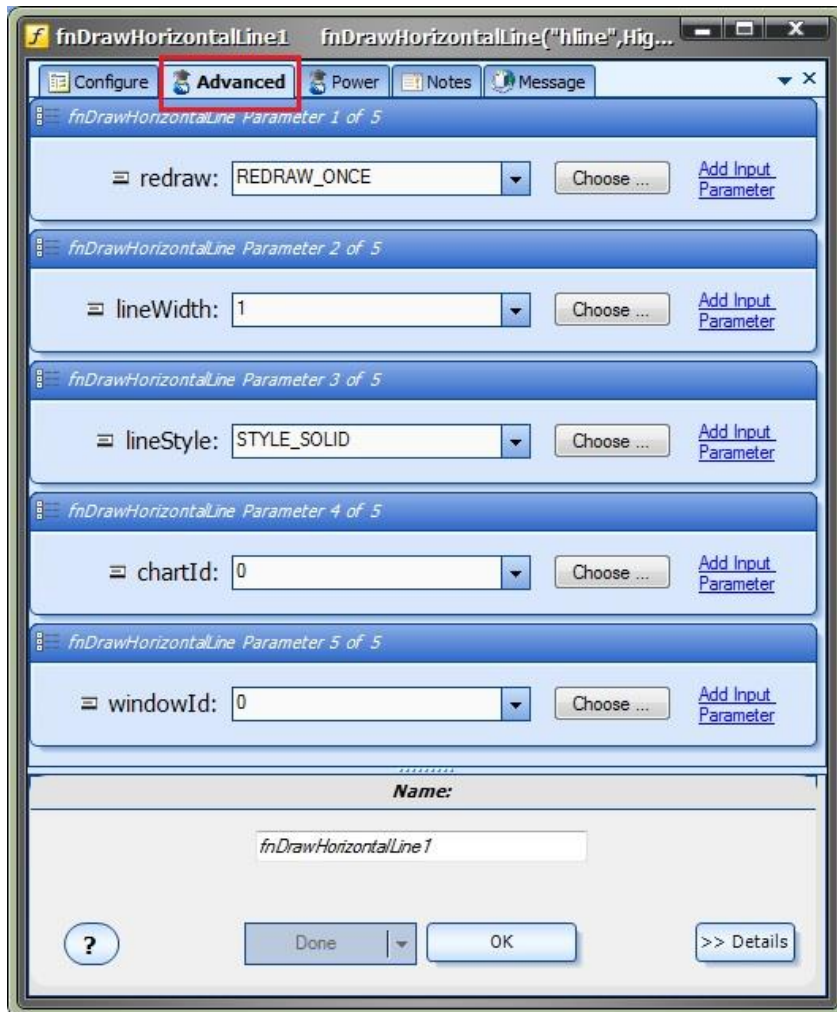 fnDrawHorizontalLine1 fnDrawHorizontalLine("hline",Hig...
Configure Advanced Power Notes Message
fnDrawHorizontalLine Parameter 1 of 5
redraw: REDRAW_ONCE Choose ... Add Input
Parameter
fnDrawHorizontalLine Parameter 2 of 5
lineWidth: 1 Choose ... Add Input
Parameter
fnDrawHorizontalLine Parameter 3 of 5
lineStyle: STYLE_SOLID Choose ... Add Input
Parameter
fnDrawHorizontalLine Parameter 4 of 5
chartId: 0 Choose ... Add Input
Parameter
fnDrawHorizontalLine Parameter 5 of 5
windowId: 0 Choose ... Add Input
Parameter
Name:
fnDrawHorizontalLine1
? Done OK >> Details